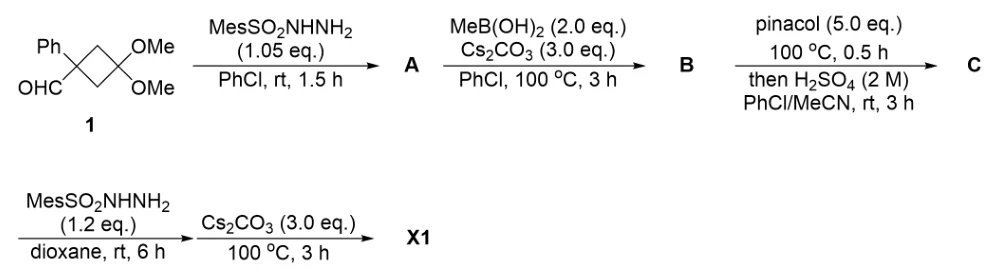 MesSO2NHNH2
(1.05 eq.)
PhCl, rt, 1.5 h
A
MeB(OH)2 (2.0 eq.)
Cs2CO3 (3.0 eq.)
PhCl, 100 °C, 3 h
B
pinacol (5.0 eq.)
100 °C, 0.5 h
then H2SO4 (2 M)
PhCl/MeCN, rt, 3 h
C
Ph
OMe
OHC
OMe
1
MesSO2NHNH2
(1.2 eq.)
dioxane, rt, 6 h
Cs2CO3 (3.0 eq.)
100 °C, 3 h
X1